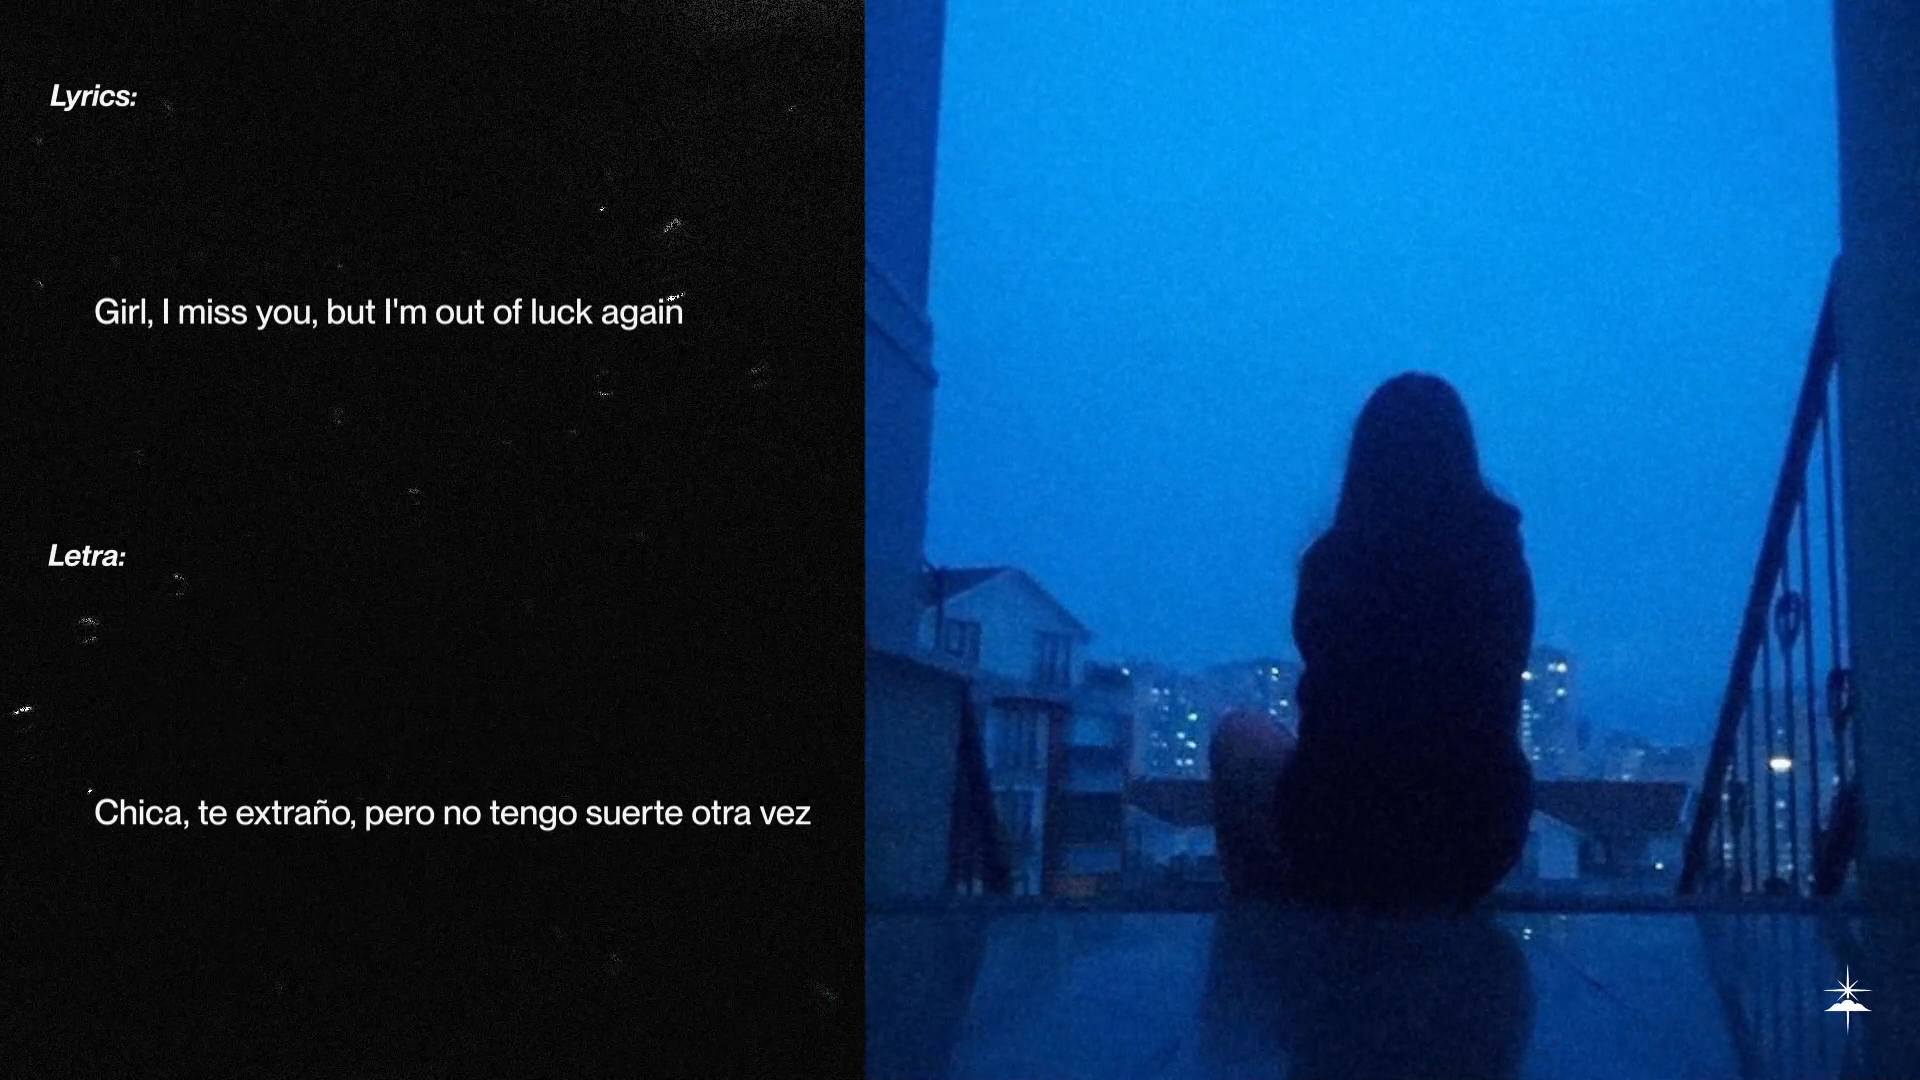 Lyrics:
Girl, I miss you, but I'm out of luck again
Letra:
Chica, te extraño, pero no tengo suerte otra vez